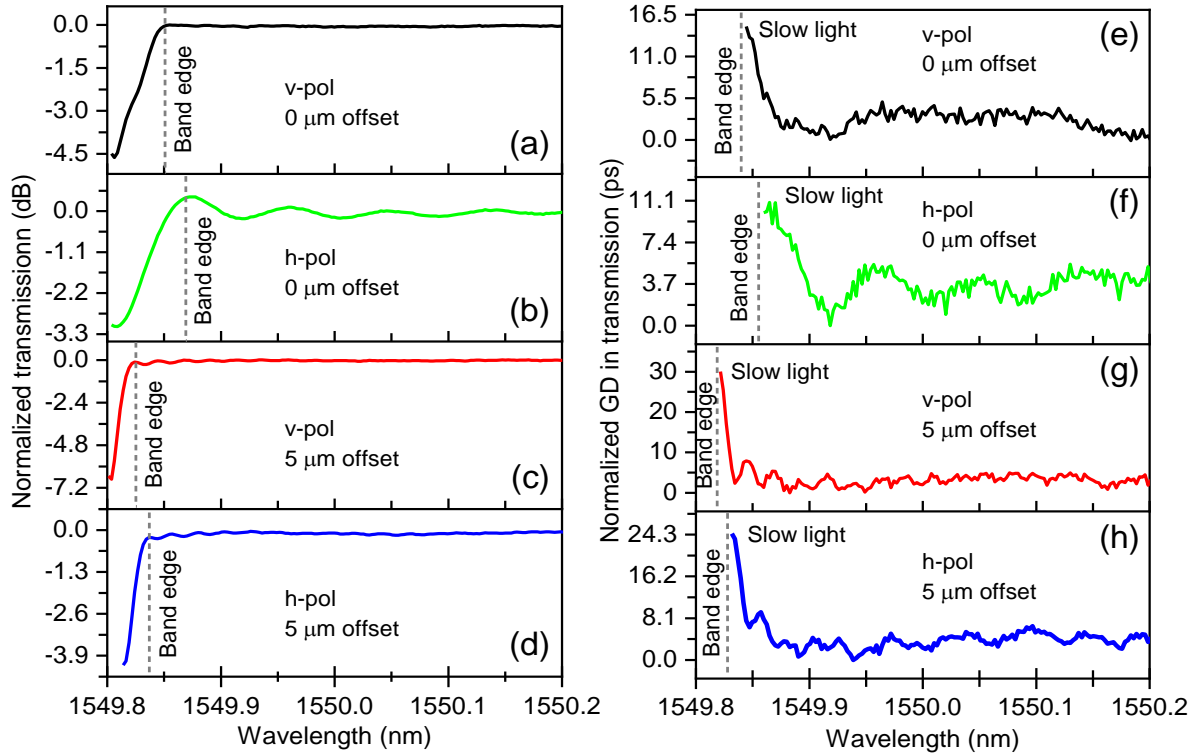 Normalized transmissionn (dB)
0.0
-1.5
-3.0
-4.5
Band edge
v-pol
0 μm offset
(a)
0.0
-1.1
-2.2
-3.3
Band edge
h-pol
0 μm offset
(b)
0.0
-2.4
-4.8
-7.2
Band edge
v-pol
5 μm offset
(c)
0.0
-1.3
-2.6
-3.9
Band edge
h-pol
5 μm offset
(d)
1549.8 1549.9 1550.0 1550.1 1550.2
Wavelength (nm)
Normalized GD in transmission (ps)
16.5
11.0
5.5
0.0
Band edge
Slow light
v-pol
0 μm offset
(e)
11.1
7.4
3.7
0.0
Band edge
Slow light
h-pol
0 μm offset
(f)
30
20
10
0
Band edge
Slow light
v-pol
5 μm offset
(g)
24.3
16.2
8.1
0.0
Band edge
Slow light
h-pol
5 μm offset
(h)
1549.8 1549.9 1550.0 1550.1 1550.2
Wavelength (nm)